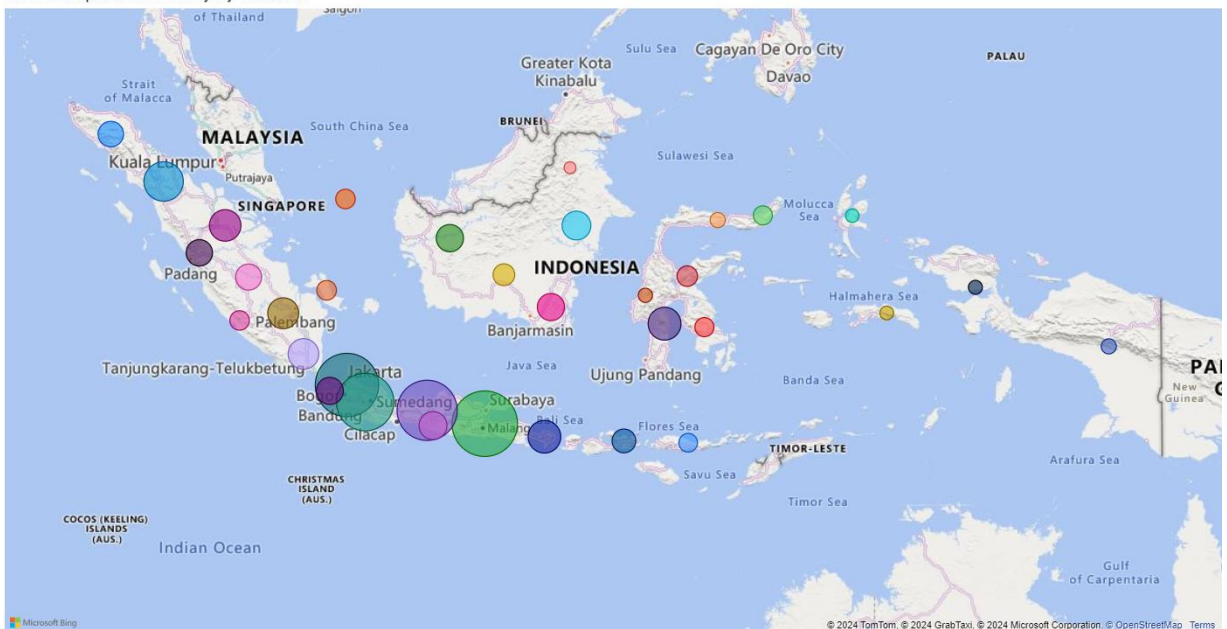 of Thailand
Saigon
Sulu Sea
Cagayan De Oro City
Davao
PALAU
Greater Kota
Kinabalu
Strait
of Malacca
South China Sea
BRUNEI
MALAYSIA
Kuala Lumpur
Putrajaya
Sulawesi Sea
SINGAPORE
Molucca
Sea
Padang
INDONESIA
Halmahera Sea
Palembang
Banjarmasin
Tanjungkarang-Telukbetung
Java Sea
Ujung Pandang
Jakarta
Banda Sea
PA
G
New
Guinea
Bogor
Sumedang
Surabaya
Bandung
Cilacap
Malang
Bali Sea
Flores Sea
TIMOR-LESTE
Arafura Sea
Savu Sea
CHRISTMAS
ISLAND
(AUS.)
Timor Sea
COCOS (KEELING)
ISLANDS
(AUS.)
Indian Ocean
Gulf
of Carpentaria
Microsoft Bing
© 2024 TomTom, © 2024 GrabTaxi, © 2024 Microsoft Corporation, © OpenStreetMap Terms